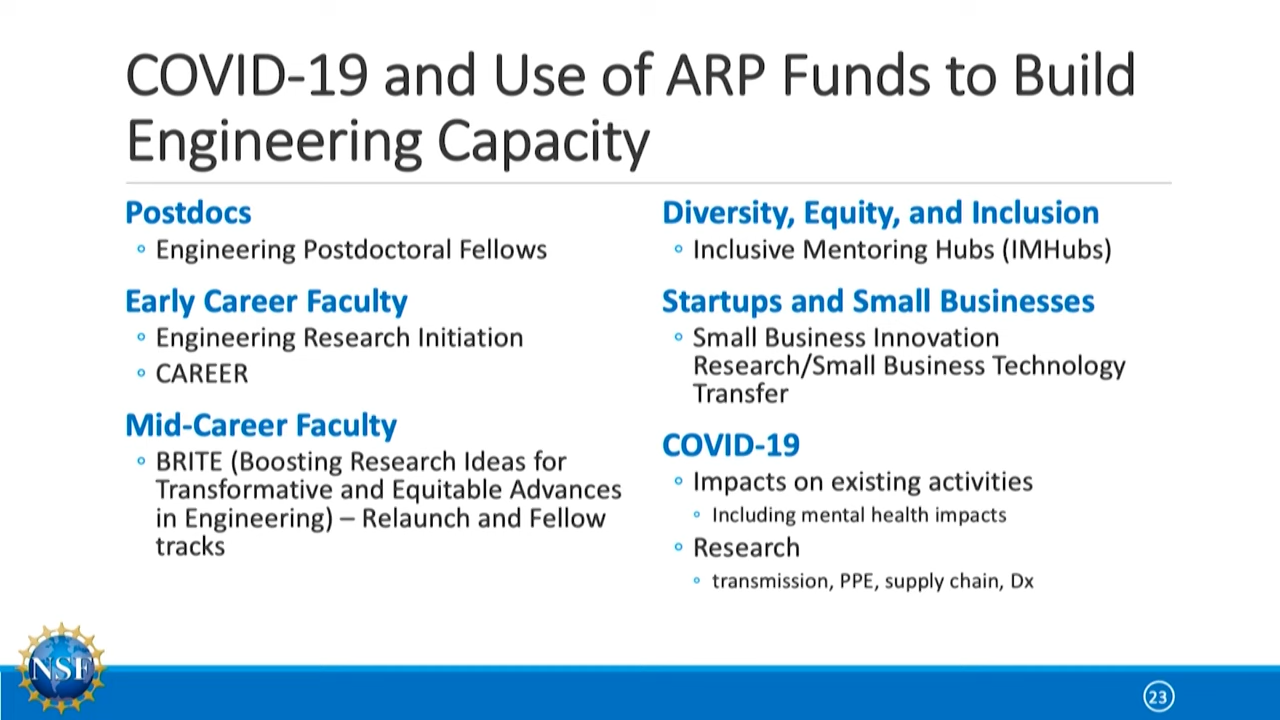 COVID-19 and Use of ARP Funds to Build
Engineering Capacity
Postdocs
◦ Engineering Postdoctoral Fellows
Early Career Faculty
◦ Engineering Research Initiation
◦ CAREER
Mid-Career Faculty
◦ BRITE (Boosting Research Ideas for
Transformative and Equitable Advances
in Engineering) – Relaunch and Fellow
tracks
Diversity, Equity, and Inclusion
◦ Inclusive Mentoring Hubs (IMHubs)
Startups and Small Businesses
◦ Small Business Innovation
Research/Small Business Technology
Transfer
COVID-19
◦ Impacts on existing activities
◦ Including mental health impacts
◦ Research
◦ transmission, PPE, supply chain, Dx
NSF
23